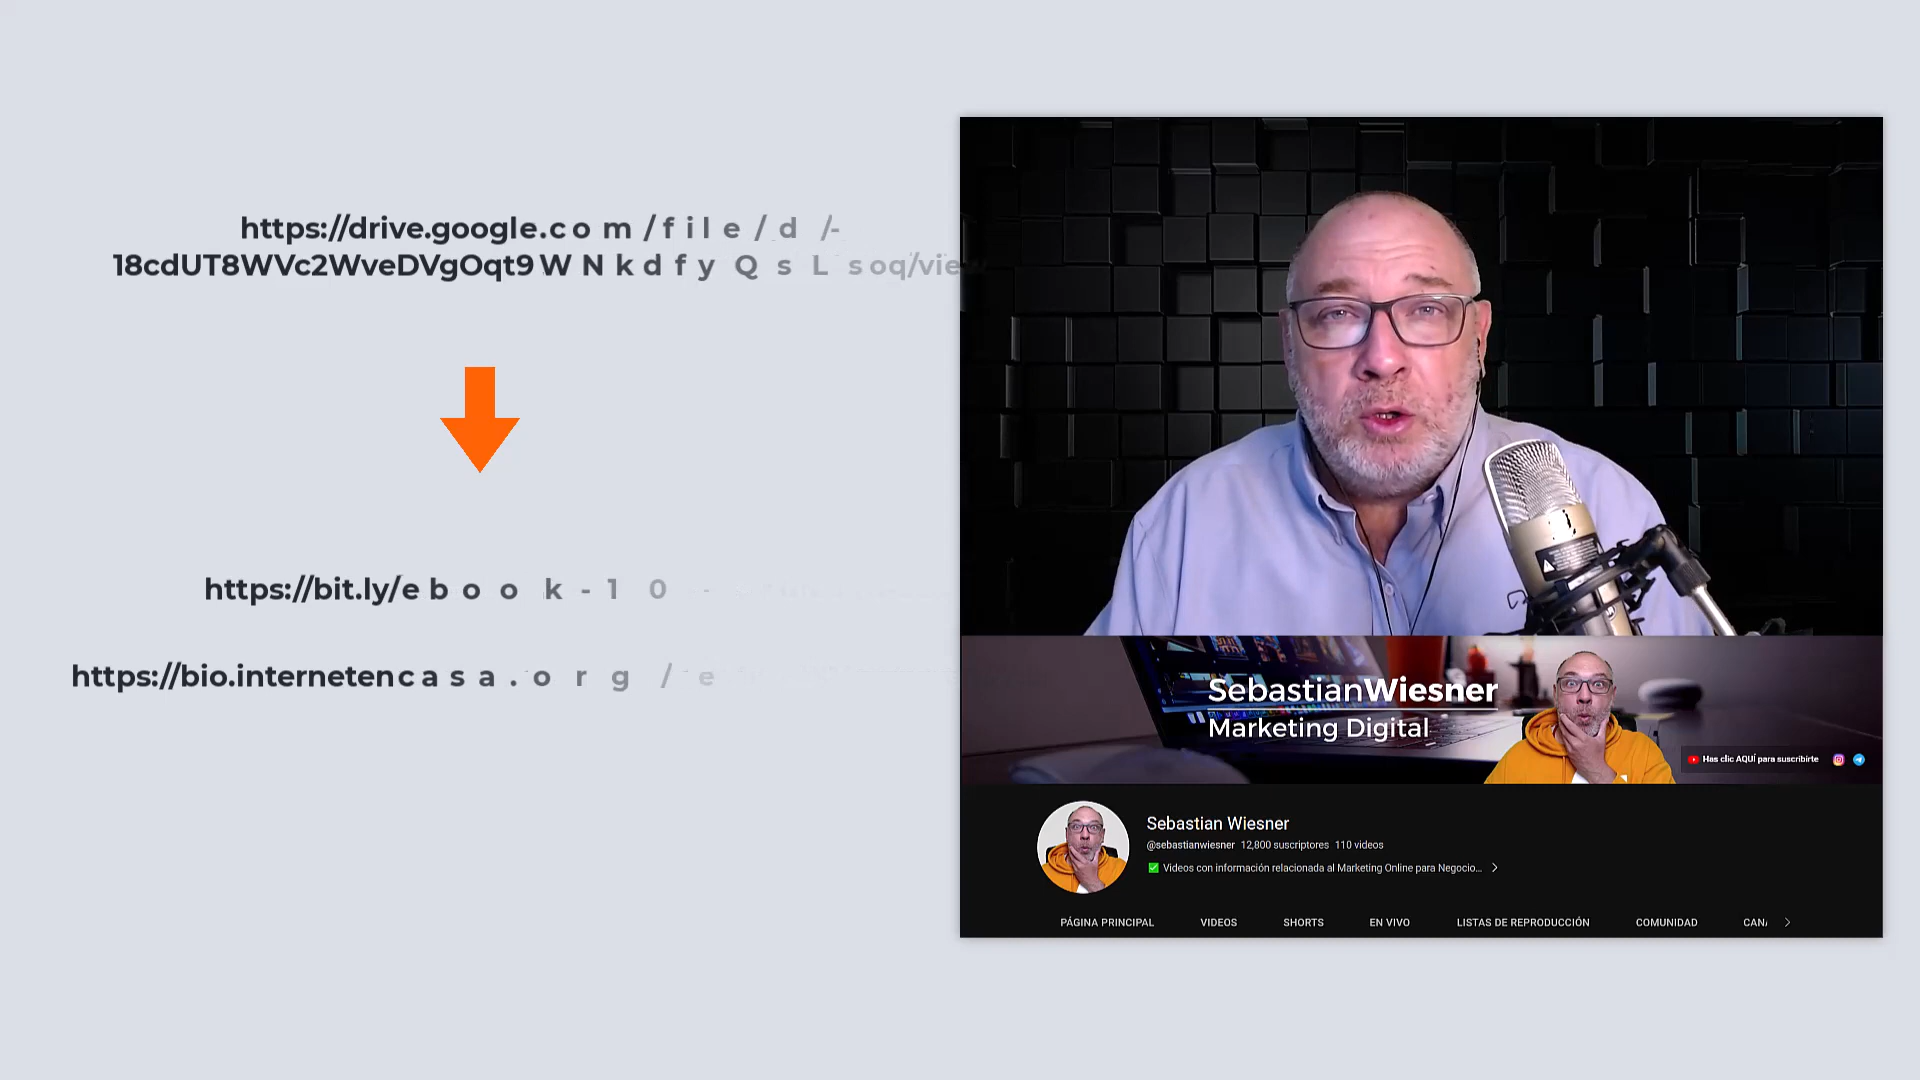 https://drive.google.com/file/d/-
18cdUT8WVc2WveDVgOqt9WNkdfyQsLsoq/view
https://bit.ly/ebook-10-
https://bio.internetencasa.org/e
SebastianWiesner
Marketing Digital
Has clic AQUÍ para suscribirte
Sebastian Wiesner
@sebastianwiesner 12,800 suscriptores 110 videos
✅ Videos con información relacionada al Marketing Online para Negocio...
PÁGINA PRINCIPAL VIDEOS SHORTS EN VIVO LISTAS DE REPRODUCCIÓN COMUNIDAD